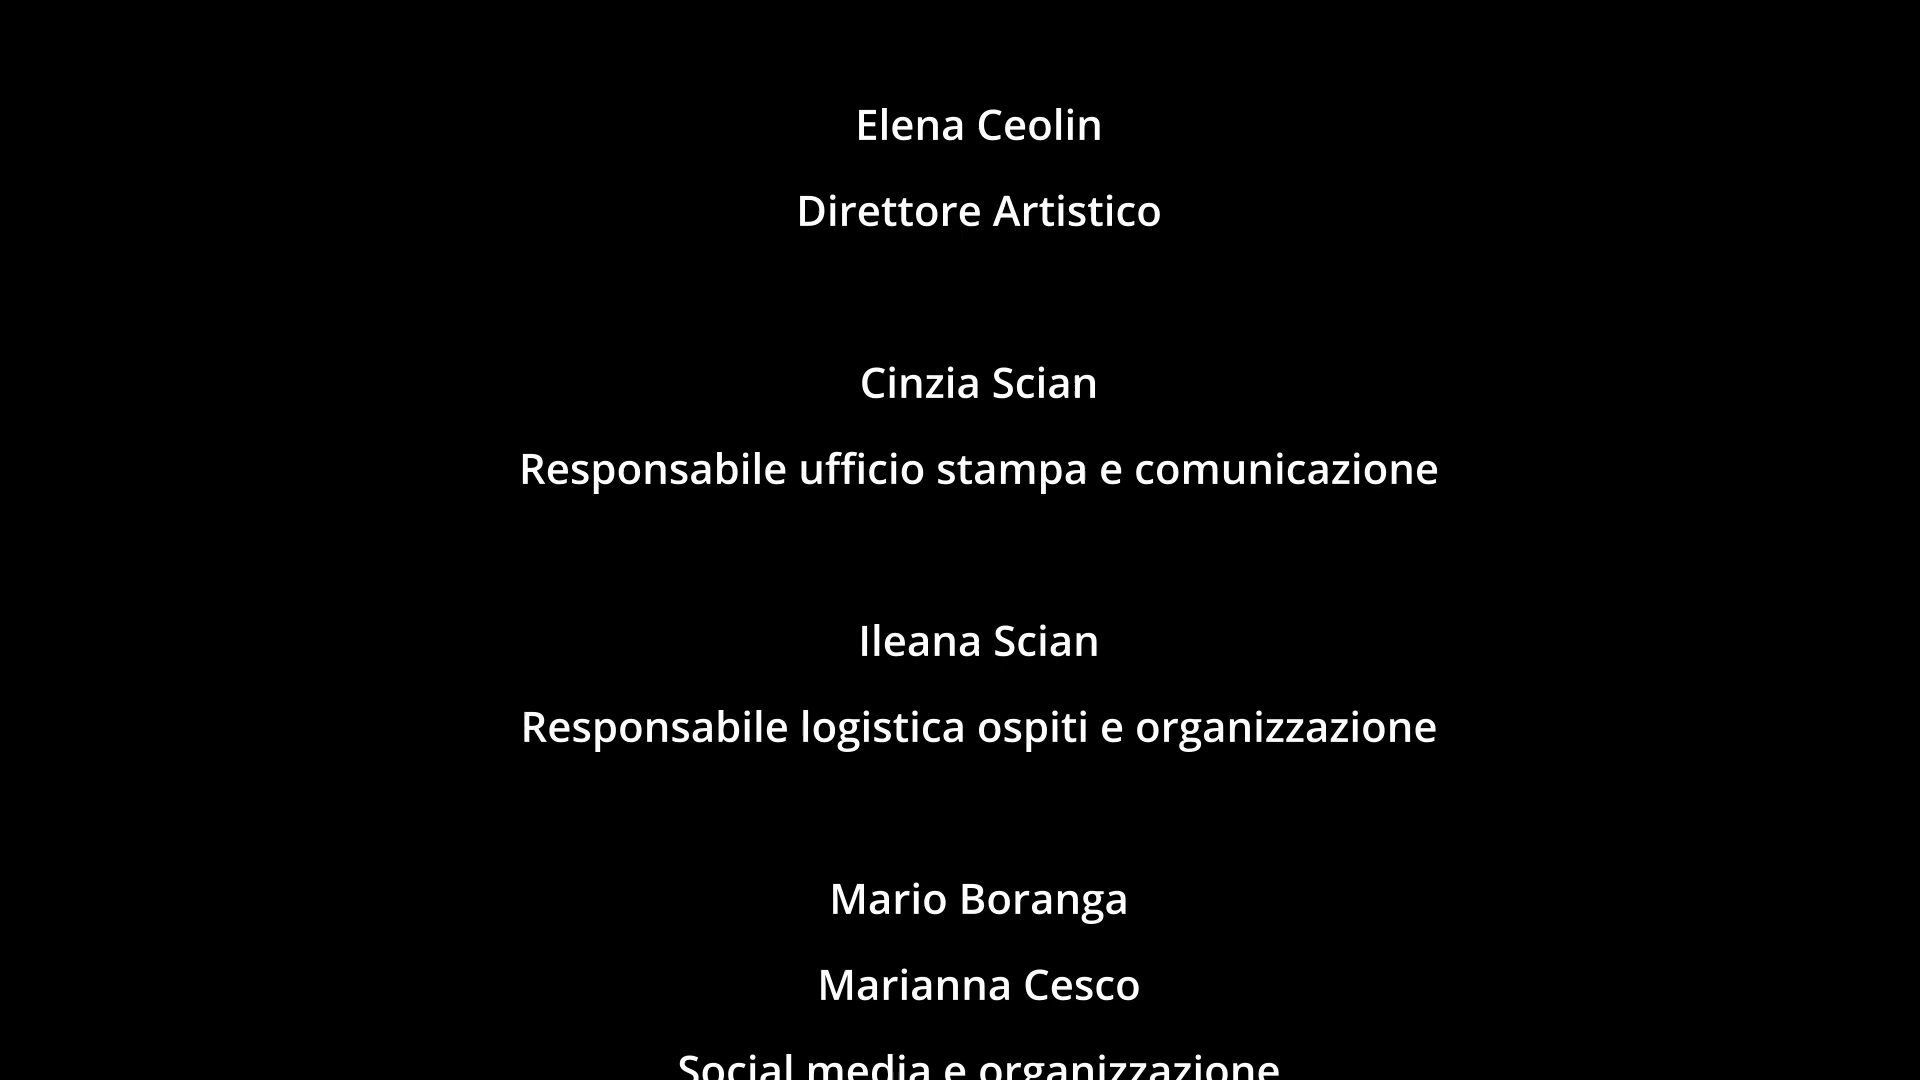 Elena Ceolin
Direttore Artistico
Cinzia Scian
Responsabile ufficio stampa e comunicazione
Ileana Scian
Responsabile logistica ospiti e organizzazione
Mario Boranga
Marianna Cesco
Social media e organizzazione